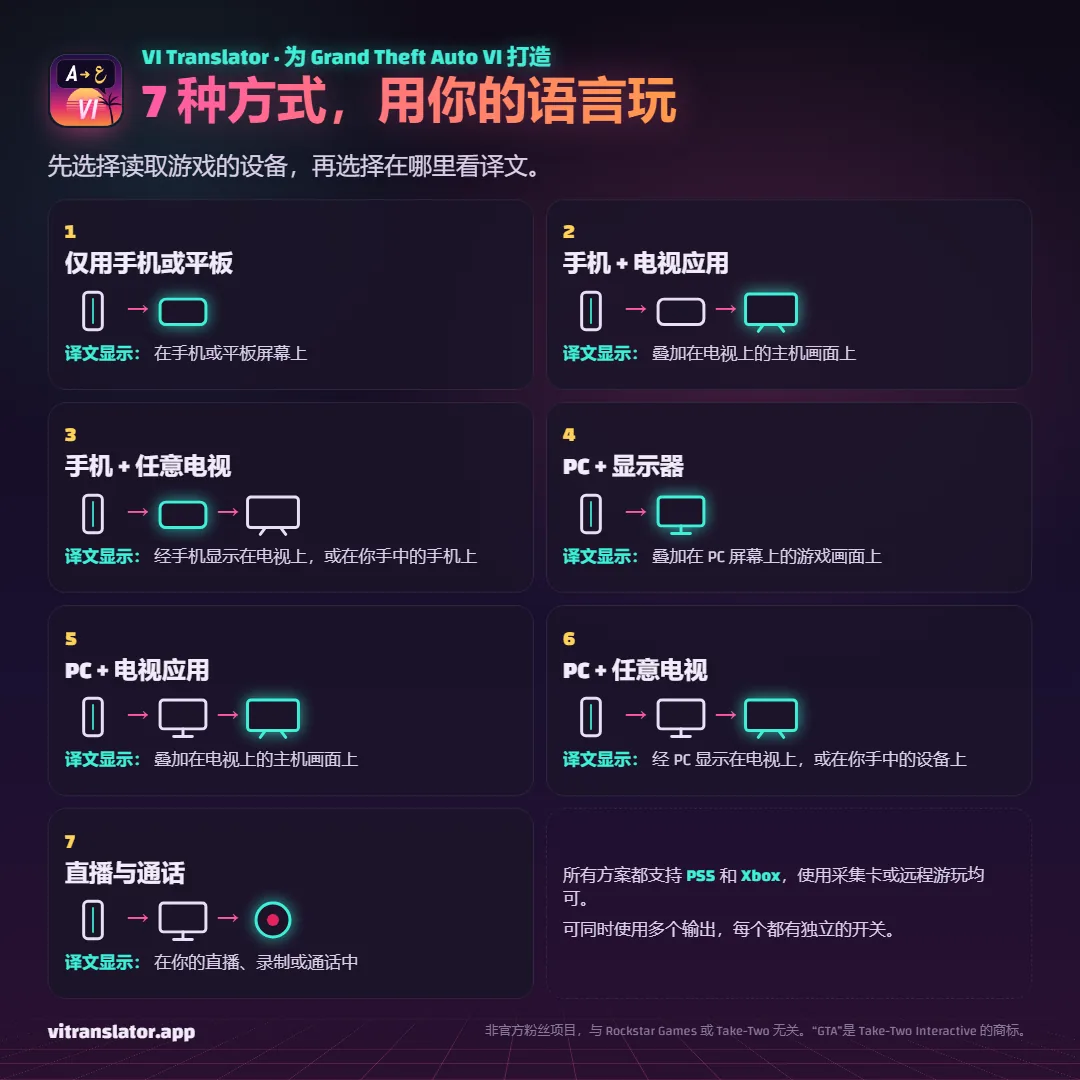 A→ع
VI
VI Translator · 为 Grand Theft Auto VI 打造
7 种方式，用你的语言玩
先选择读取游戏的设备，再选择在哪里看译文。
1
仅用手机或平板
译文显示： 在手机或平板屏幕上
2
手机 + 电视应用
译文显示： 叠加在电视上的主机画面上
3
手机 + 任意电视
译文显示： 经手机显示在电视上，或在你手中的手机上
4
PC + 显示器
译文显示： 叠加在 PC 屏幕上的游戏画面上
5
PC + 电视应用
译文显示： 叠加在电视上的主机画面上
6
PC + 任意电视
译文显示： 经 PC 显示在电视上，或在你手中的设备上
7
直播与通话
译文显示： 在你的直播、录制或通话中
所有方案都支持 PS5 和 Xbox，使用采集卡或远程游玩均
可。
可同时使用多个输出，每个都有独立的开关。
vitranslator.app
非官方粉丝项目，与 Rockstar Games 或 Take-Two 无关。“GTA”是 Take-Two Interactive 的商标。